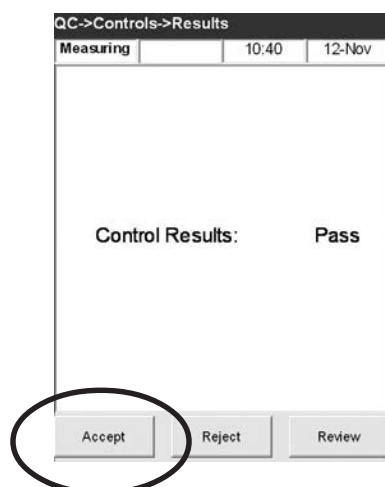 QC->Controls->Results
Measuring 10:40 12-Nov
Control Results: Pass
Accept Reject Review